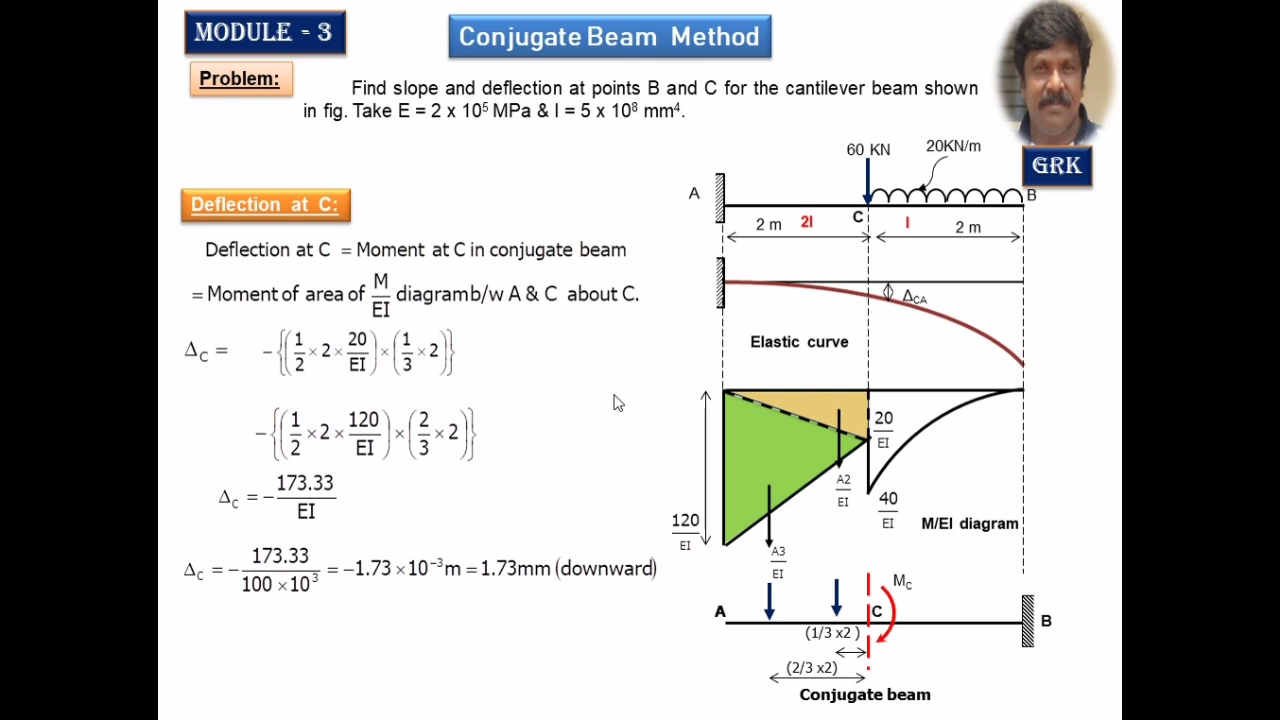 MODULE - 3
Conjugate Beam Method
Problem:
Find slope and deflection at points B and C for the cantilever beam shown
in fig. Take E = 2 x 10⁵ MPa & I = 5 x 10⁸ mm⁴.
GRK
60 KN
20KN/m
A
B
C
2 m
2I
I
2 m
Deflection at C:
Deflection at C = Moment at C in conjugate beam
= Moment of area of M/EI diagramb/w A & C about C.
Δ_C = -{(1/2 × 2 × 20/EI) × (1/3 × 2)}
-{(1/2 × 2 × 120/EI) × (2/3 × 2)}
Δ_C = - 173.33/EI
Δ_C = - 173.33/100 ×10³ = -1.73 ×10⁻³ m = 1.73mm (downward)
Δ_CA
Elastic curve
20/EI
A2/EI
40/EI
120/EI
M/EI diagram
A3/EI
M_C
A
C
B
(1/3 x2 )
(2/3 x2)
Conjugate beam